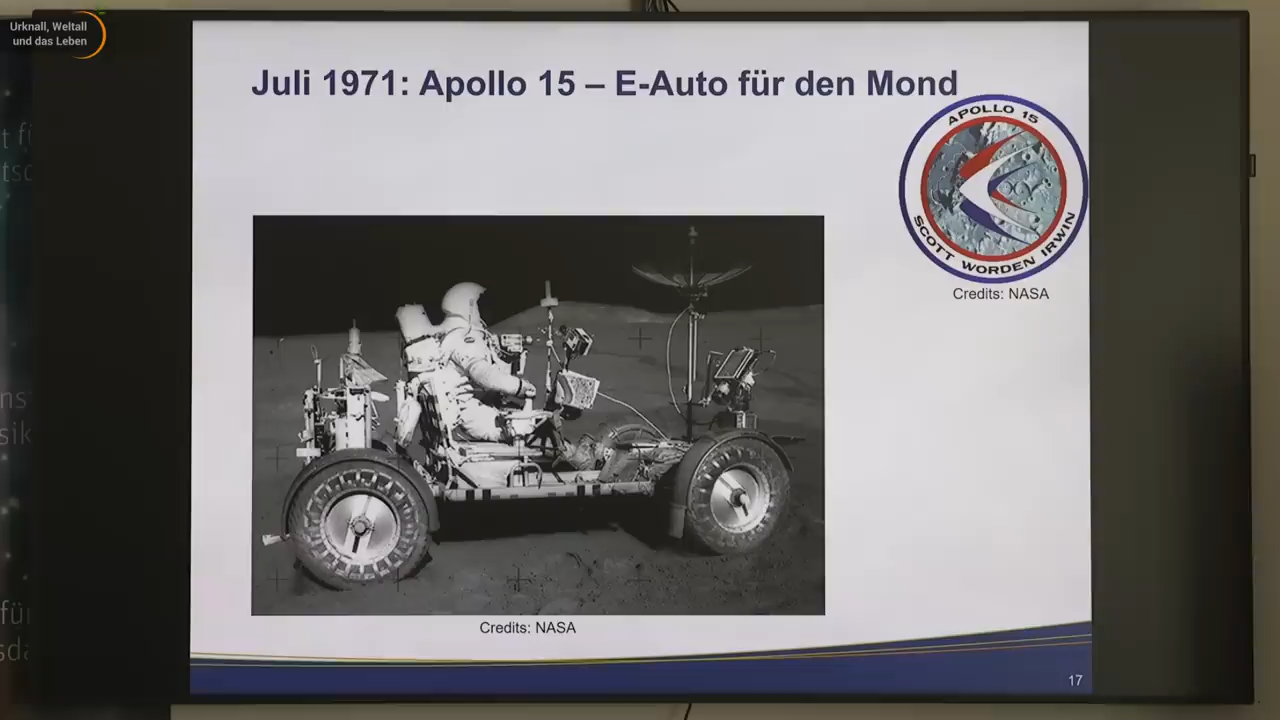 Urknall, Weltall
und das Leben
Juli 1971: Apollo 15 – E-Auto für den Mond
APOLLO 15
SCOTT WORDEN IRWIN
Credits: NASA
Credits: NASA
17